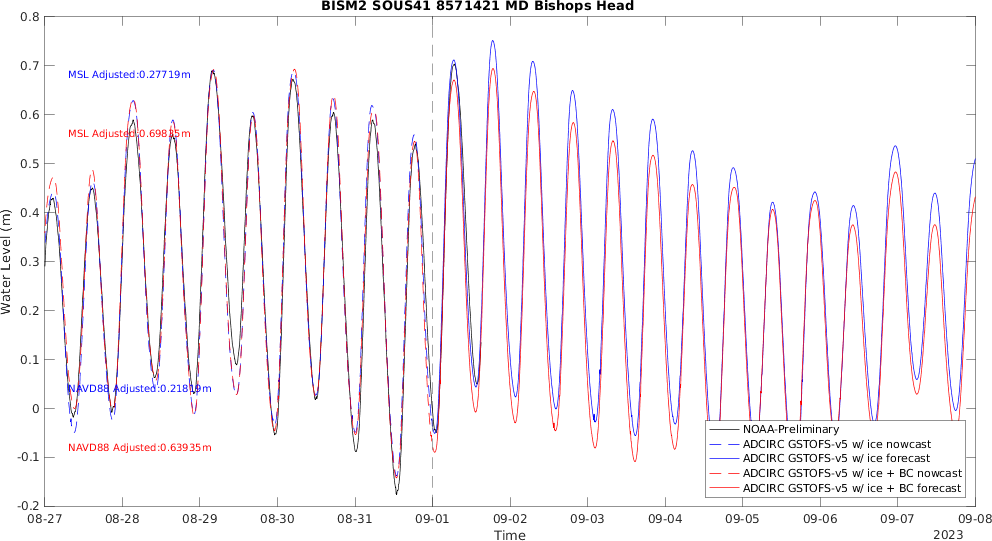 BISM2 SOUS41 8571421 MD Bishops Head
Water Level (m)
0.8
0.7
0.6
0.5
0.4
0.3
0.2
0.1
0
-0.1
-0.2
MSL Adjusted:0.27719m
MSL Adjusted:0.69835m
NAVD88 Adjusted:0.21819m
NAVD88 Adjusted:0.63935m
NOAA-Preliminary
ADCIRC GSTOFS-v5 w/ ice nowcast
ADCIRC GSTOFS-v5 w/ ice forecast
ADCIRC GSTOFS-v5 w/ ice + BC nowcast
ADCIRC GSTOFS-v5 w/ ice + BC forecast
08-27 08-28 08-29 08-30 08-31 09-01 09-02 09-03 09-04 09-05 09-06 09-07 09-08
Time
2023